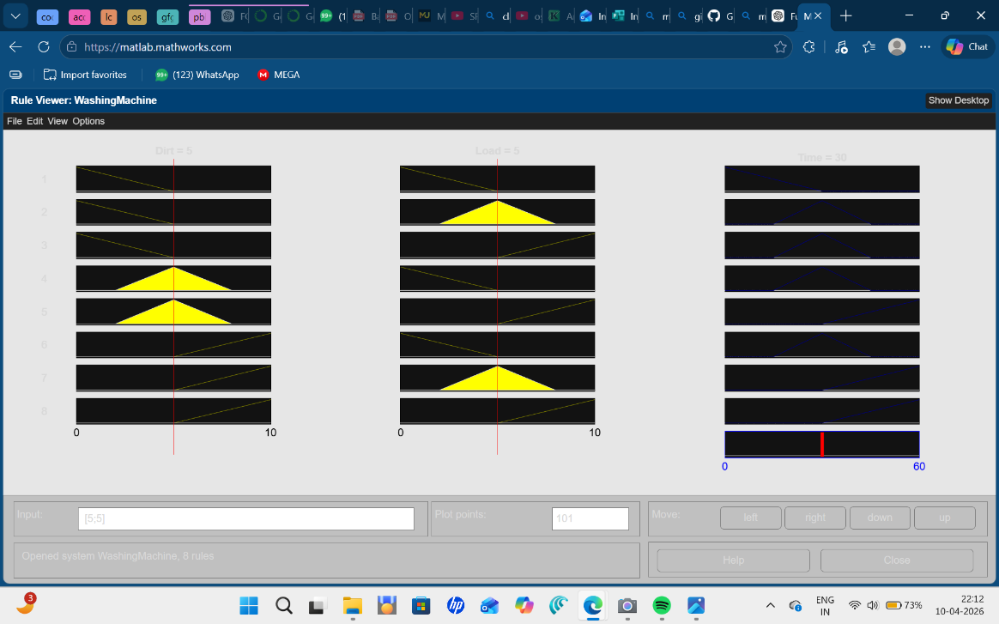 co
ac
lc
os
gfc
pb
F
G
G
99+ (1
B
O
M
S
cl
o
K
A
In
In
m
gi
G
m
Fu
M
https://matlab.mathworks.com
Chat
Import favorites
99+ (123) WhatsApp
M MEGA
Rule Viewer: WashingMachine
Show Desktop
File Edit View Options
Dirt = 5
Load = 5
Time = 30
1
2
3
4
5
6
7
8
0 10
0 10
0 60
Input: [5;5]
Plot points: 101
Move: left right down up
Opened system WashingMachine, 8 rules
Help Close
3
hp
ENG
IN
73%
22:12
10-04-2026